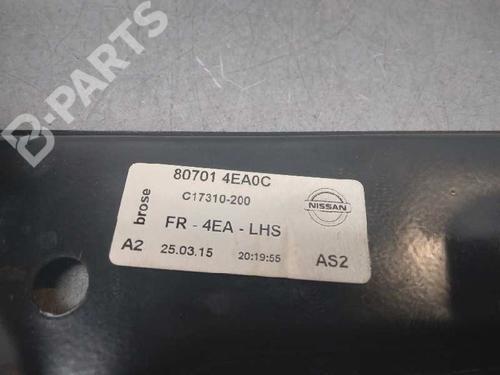 B-PARTS
brose
80701 4EA0C
C17310-200
NISSAN
FR - 4EA - LHS
A2
25.03.15
20:19:55
AS2